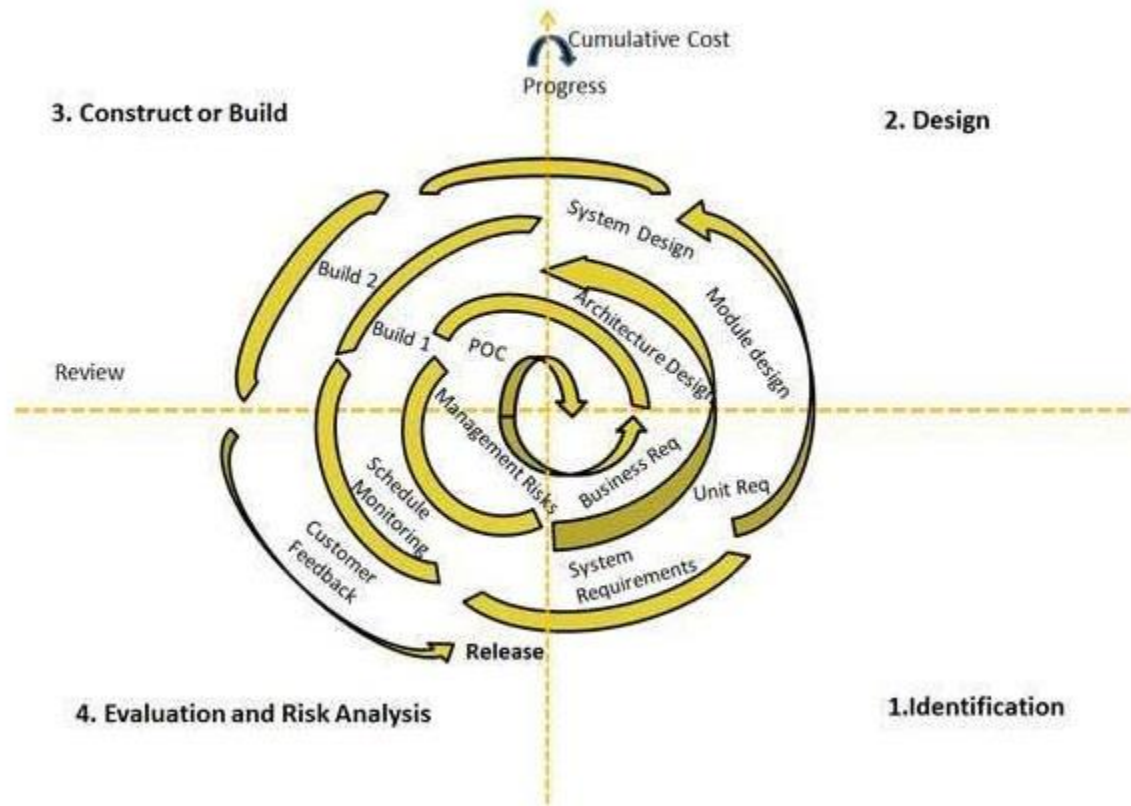 Cumulative Cost
Progress
3. Construct or Build
2. Design
System Design
Build 2
Module design
Architecture Design
Build 1
POC
Review
Management Risks
Business Req
Unit Req
Schedule
Monitoring
System
Requirements
Customer
Feedback
Release
4. Evaluation and Risk Analysis
1.Identification